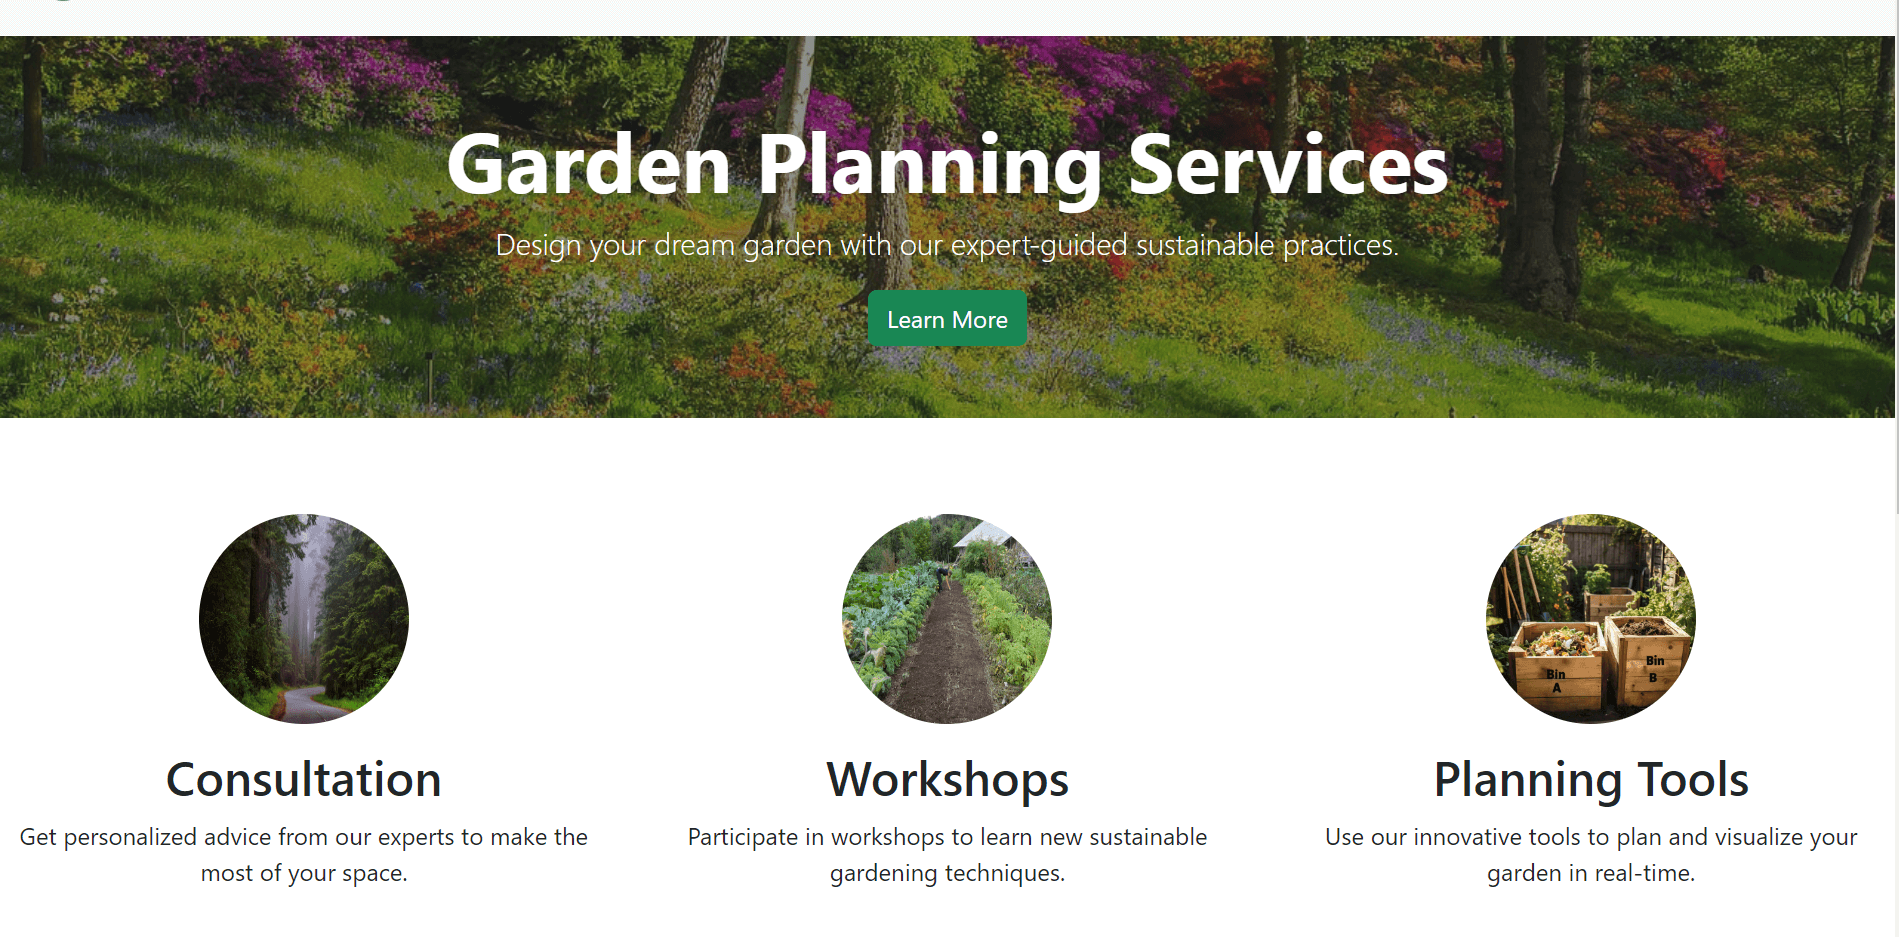 Garden Planning Services
Design your dream garden with our expert-guided sustainable practices.
Learn More
Bin
A
Bin
B
Consultation
Get personalized advice from our experts to make the
most of your space.
Workshops
Participate in workshops to learn new sustainable
gardening techniques.
Planning Tools
Use our innovative tools to plan and visualize your
garden in real-time.